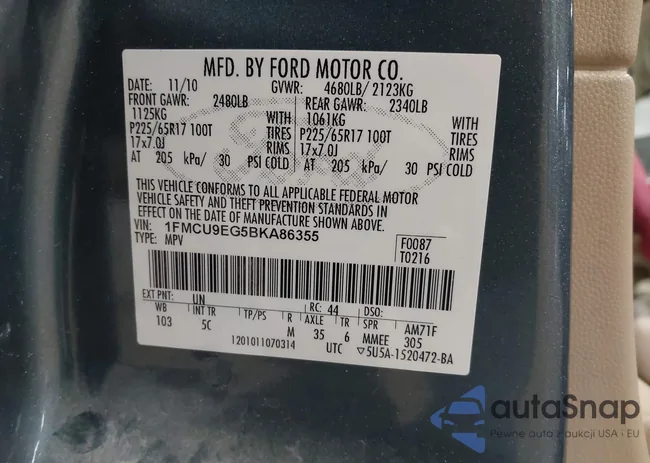 MFD. BY FORD MOTOR CO.
DATE: 11/10 GVWR: 4680LB/ 2123KG
FRONT GAWR: 2480LB REAR GAWR: 2340LB
1125KG WITH 1061KG WITH
P225/65R17 100T TIRES P225/65R17 100T TIRES
17x7.0J RIMS 17x7.0J RIMS
AT 205 kPa/ 30 PSI COLD AT 205 kPa/ 30 PSI COLD
THIS VEHICLE CONFORMS TO ALL APPLICABLE FEDERAL MOTOR
VEHICLE SAFETY AND THEFT PREVENTION STANDARDS IN
EFFECT ON THE DATE OF MANUFACTURE SHOWN ABOVE.
VIN: 1FMCU9EG5BKA86355
TYPE: MPV F0087
T0216
EXT PNT: UN RC: 44 DSO:
WB INT TR TP/PS R AXLE TR SPR AM71F
103 5C M 35 6 MMEE 305
1201011070314 UTC ▽5U5A-1520472-BA
autaSnap
Pewne auta z aukcji USA i EU